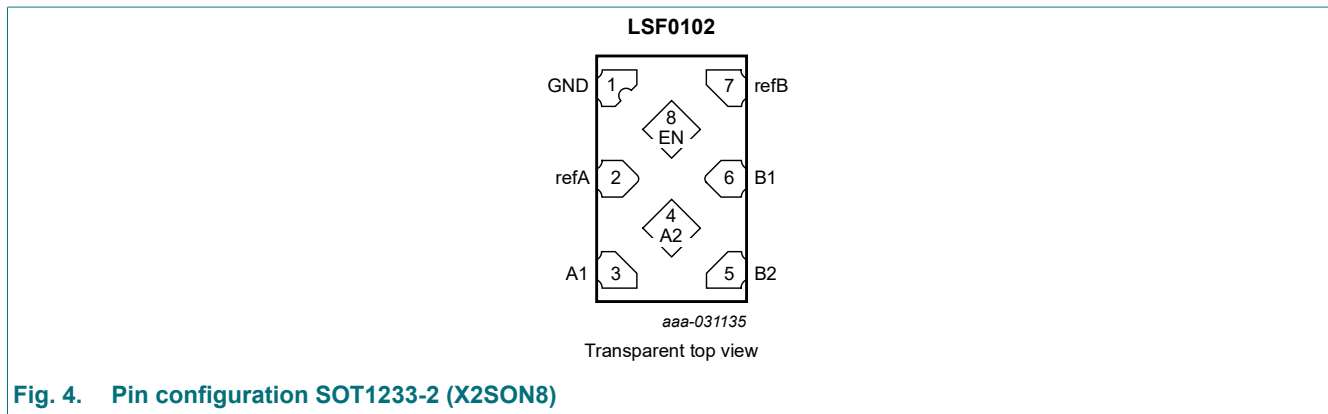 LSF0102
GND 1 7 refB
8
EN
refA 2 6 B1
4
A2
A1 3 5 B2
aaa-031135
Transparent top view
Fig. 4. Pin configuration SOT1233-2 (X2SON8)